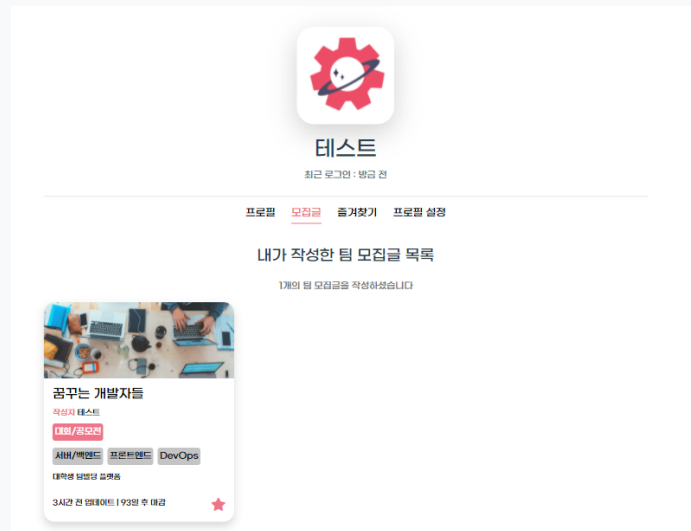 테스트
최근 로그인 : 방금 전
프로필 모집글 즐겨찾기 프로필 설정
내가 작성한 팀 모집글 목록
1개의 팀 모집글을 작성하셨습니다
꿈꾸는 개발자들
작성자 테스트
대회/공모전
서버/백엔드 프론트엔드 DevOps
대학생 팀빌딩 플랫폼
3시간 전 업데이트 | 93일 후 마감